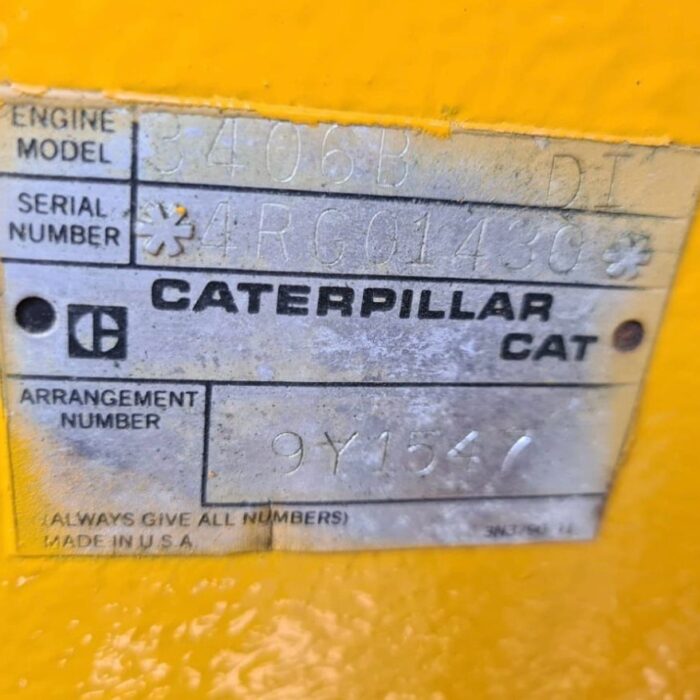 ENGINE MODEL 3406B DI
SERIAL NUMBER *4RG01430*
CATERPILLAR
CAT
ARRANGEMENT NUMBER 9Y1547
(ALWAYS GIVE ALL NUMBERS)
MADE IN U.S.A.